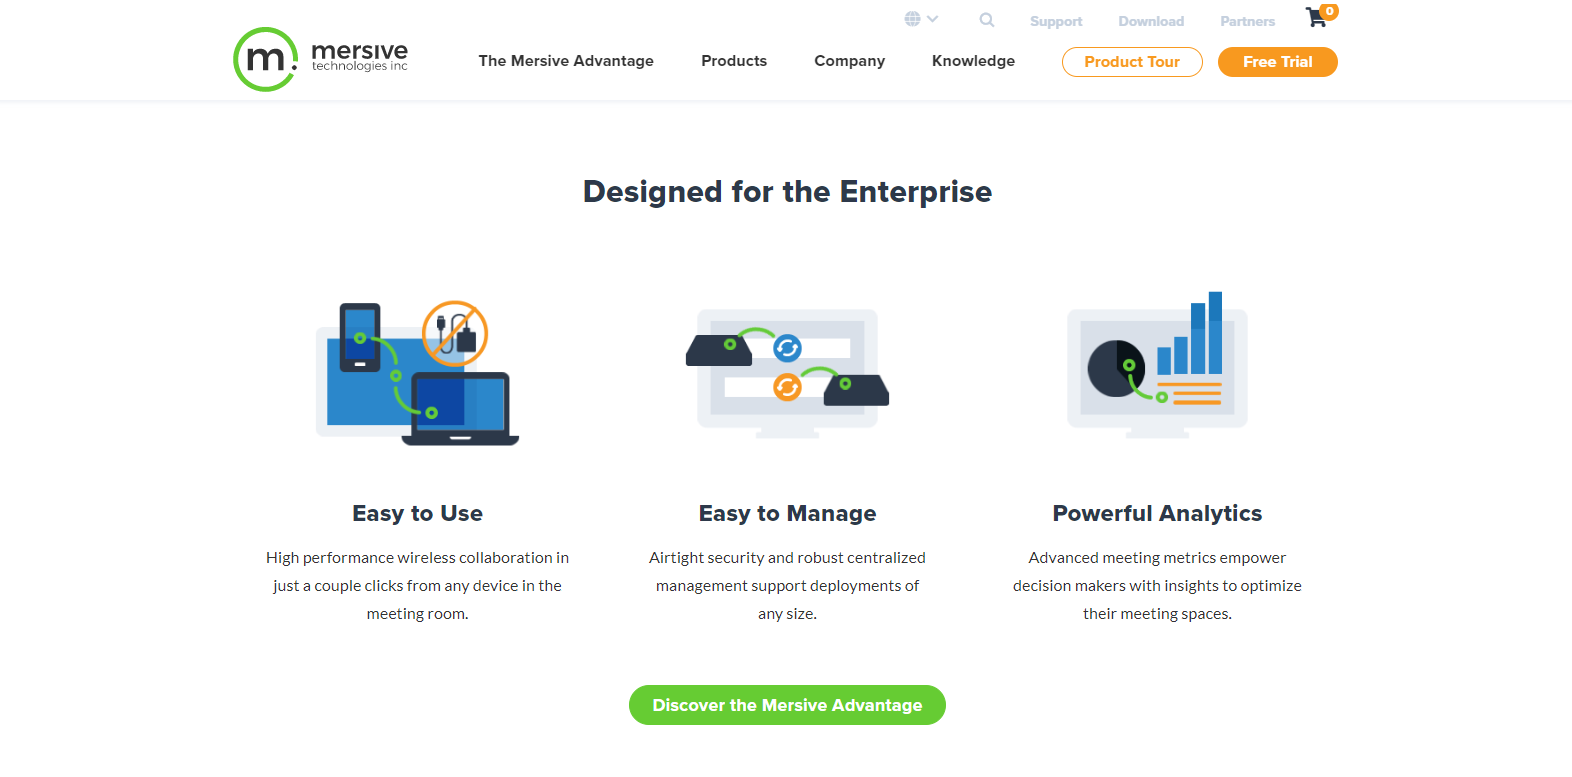 Support Download Partners 0
m. mersive
technologies inc
The Mersive Advantage Products Company Knowledge Product Tour Free Trial
Designed for the Enterprise
Easy to Use
High performance wireless collaboration in
just a couple clicks from any device in the
meeting room.
Easy to Manage
Airtight security and robust centralized
management support deployments of
any size.
Powerful Analytics
Advanced meeting metrics empower
decision makers with insights to optimize
their meeting spaces.
Discover the Mersive Advantage